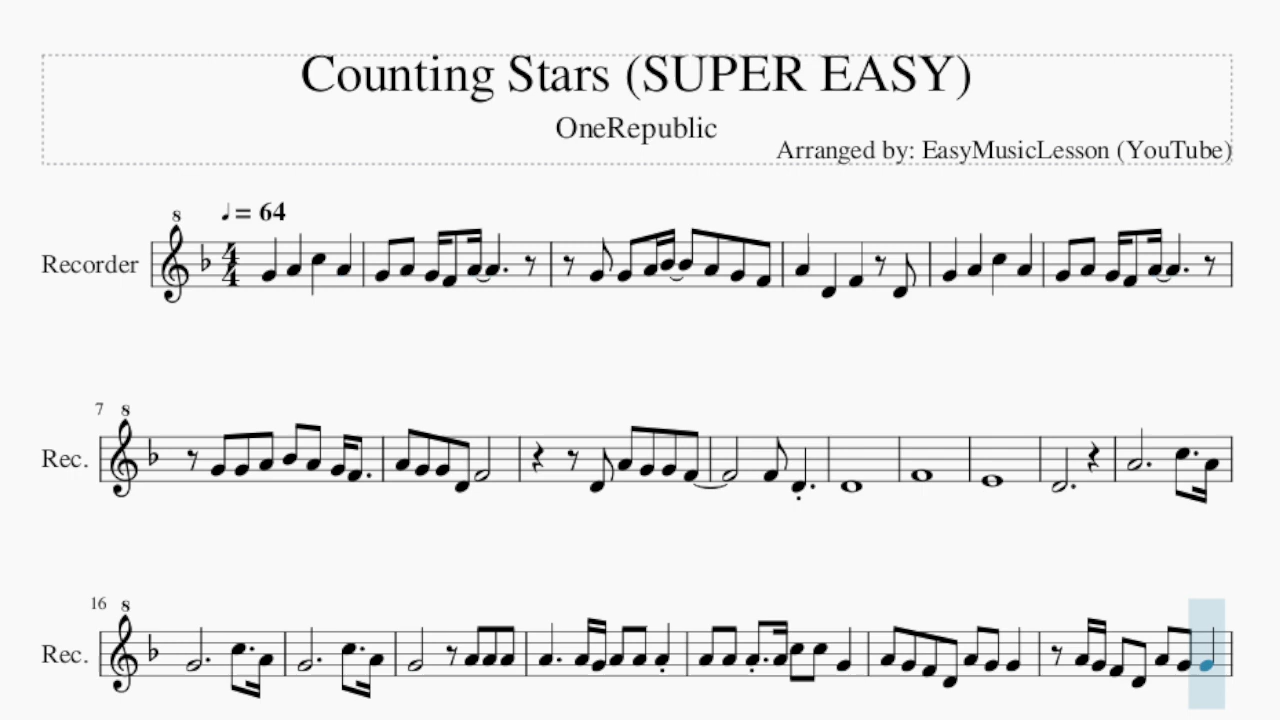 Counting Stars (SUPER EASY)
OneRepublic
Arranged by: EasyMusicLesson (YouTube)
8
♩ = 64
Recorder
4
4
7
8
Rec.
16
8
Rec.